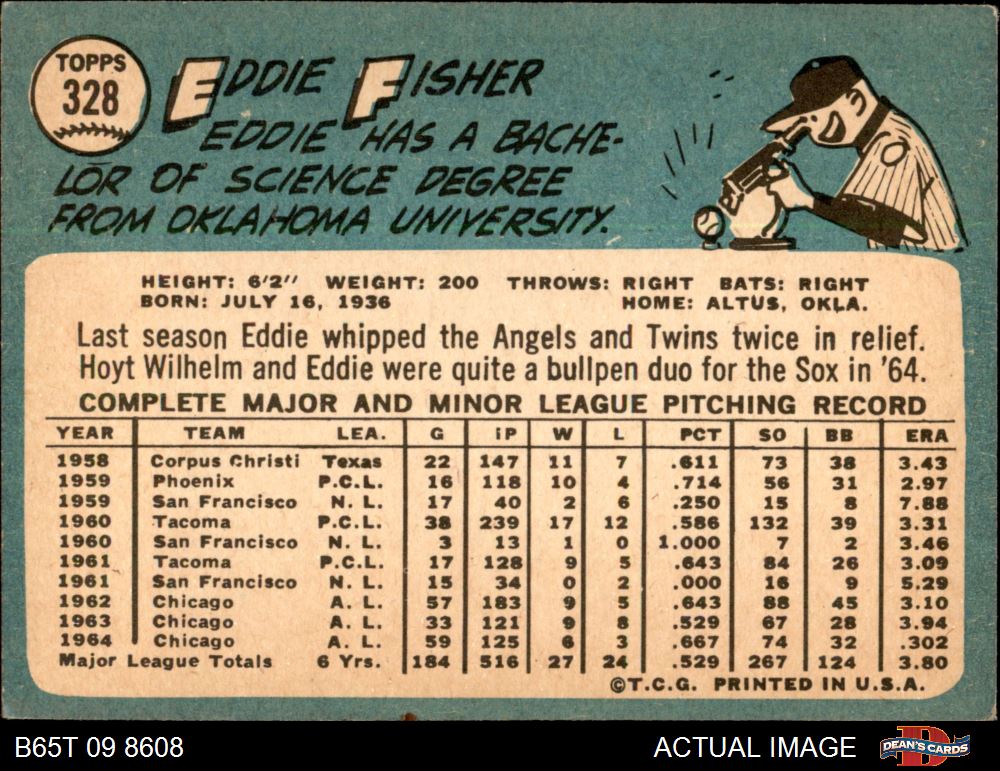 TOPPS
328
EDDIE FISHER
EDDIE HAS A BACHE-
LOR OF SCIENCE DEGREE
FROM OKLAHOMA UNIVERSITY.
HEIGHT: 6'2" WEIGHT: 200 THROWS: RIGHT BATS: RIGHT
BORN: JULY 16, 1936 HOME: ALTUS, OKLA.
Last season Eddie whipped the Angels and Twins twice in relief.
Hoyt Wilhelm and Eddie were quite a bullpen duo for the Sox in '64.
COMPLETE MAJOR AND MINOR LEAGUE PITCHING RECORD
YEAR TEAM LEA. G IP W L PCT SO BB ERA
1958 Corpus Christi Texas 22 147 11 7 .611 73 38 3.43
1959 Phoenix P.C.L. 16 118 10 4 .714 56 31 2.97
1959 San Francisco N. L. 17 40 2 6 .250 15 8 7.88
1960 Tacoma P.C.L. 38 239 17 12 .586 132 39 3.31
1960 San Francisco N. L. 3 13 1 0 1.000 7 2 3.46
1961 Tacoma P.C.L. 17 128 9 5 .643 84 26 3.09
1961 San Francisco N. L. 15 34 0 2 .000 16 9 5.29
1962 Chicago A. L. 57 183 9 5 .643 88 45 3.10
1963 Chicago A. L. 33 121 9 8 .529 67 28 3.94
1964 Chicago A. L. 59 125 6 3 .667 74 32 .302
Major League Totals 6 Yrs. 184 516 27 24 .529 267 124 3.80
©T.C.G. PRINTED IN U.S.A.
B65T 09 8608 ACTUAL IMAGE DEAN'S CARDS